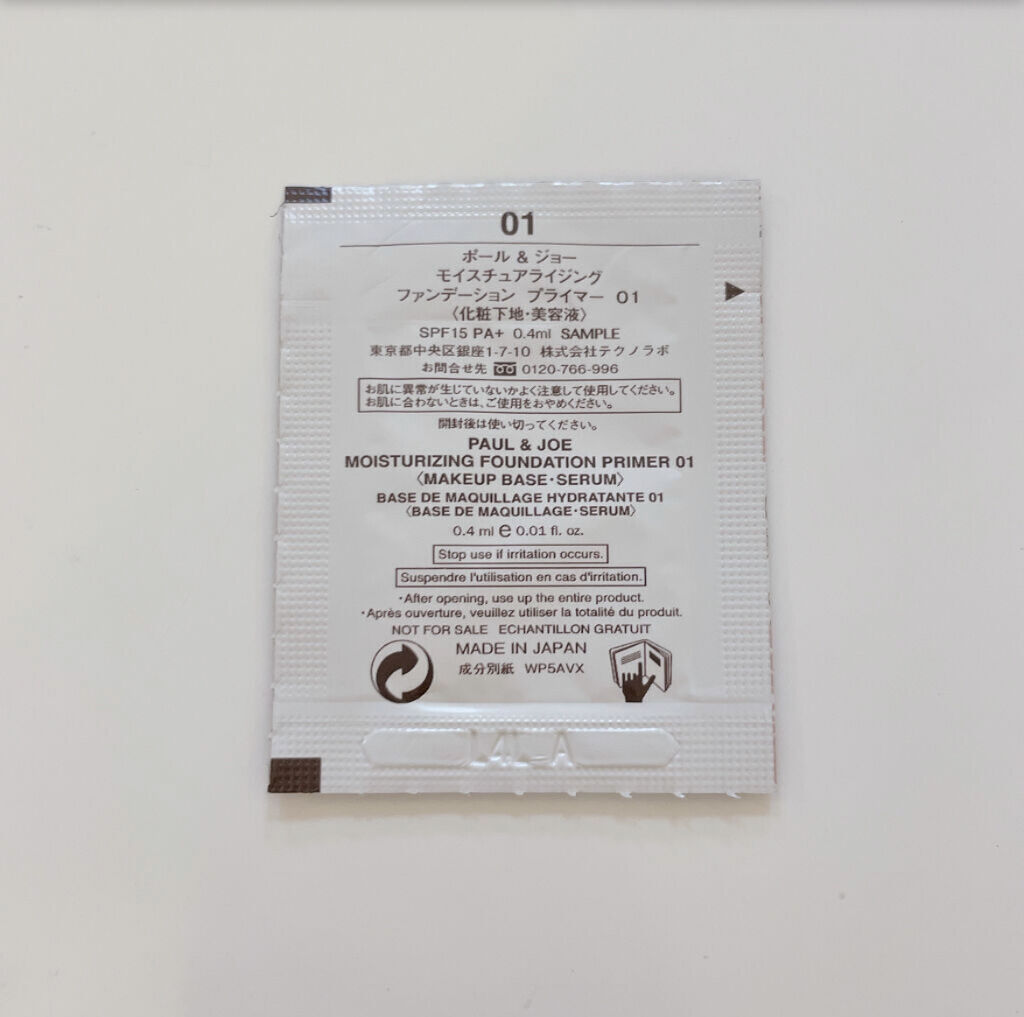 01
ポール & ジョー
モイスチュアライジング
ファンデーション プライマー 01
〈化粧下地・美容液〉
SPF15 PA+ 0.4ml SAMPLE
東京都中央区銀座1-7-10 株式会社テクノラボ
お問合せ先 0120-766-996
お肌に異常が生じていないかよく注意して使用してください。
お肌に合わないときは、ご使用をおやめください。
開封後は使い切ってください。
PAUL & JOE
MOISTURIZING FOUNDATION PRIMER 01
〈MAKEUP BASE・SERUM〉
BASE DE MAQUILLAGE HYDRATANTE 01
〈BASE DE MAQUILLAGE・SERUM〉
0.4 ml ℮ 0.01 fl. oz.
Stop use if irritation occurs.
Suspendre l'utilisation en cas d'irritation.
・After opening, use up the entire product.
・Après ouverture, veuillez utiliser la totalité du produit.
NOT FOR SALE ECHANTILLON GRATUIT
MADE IN JAPAN
成分別紙 WP5AVX